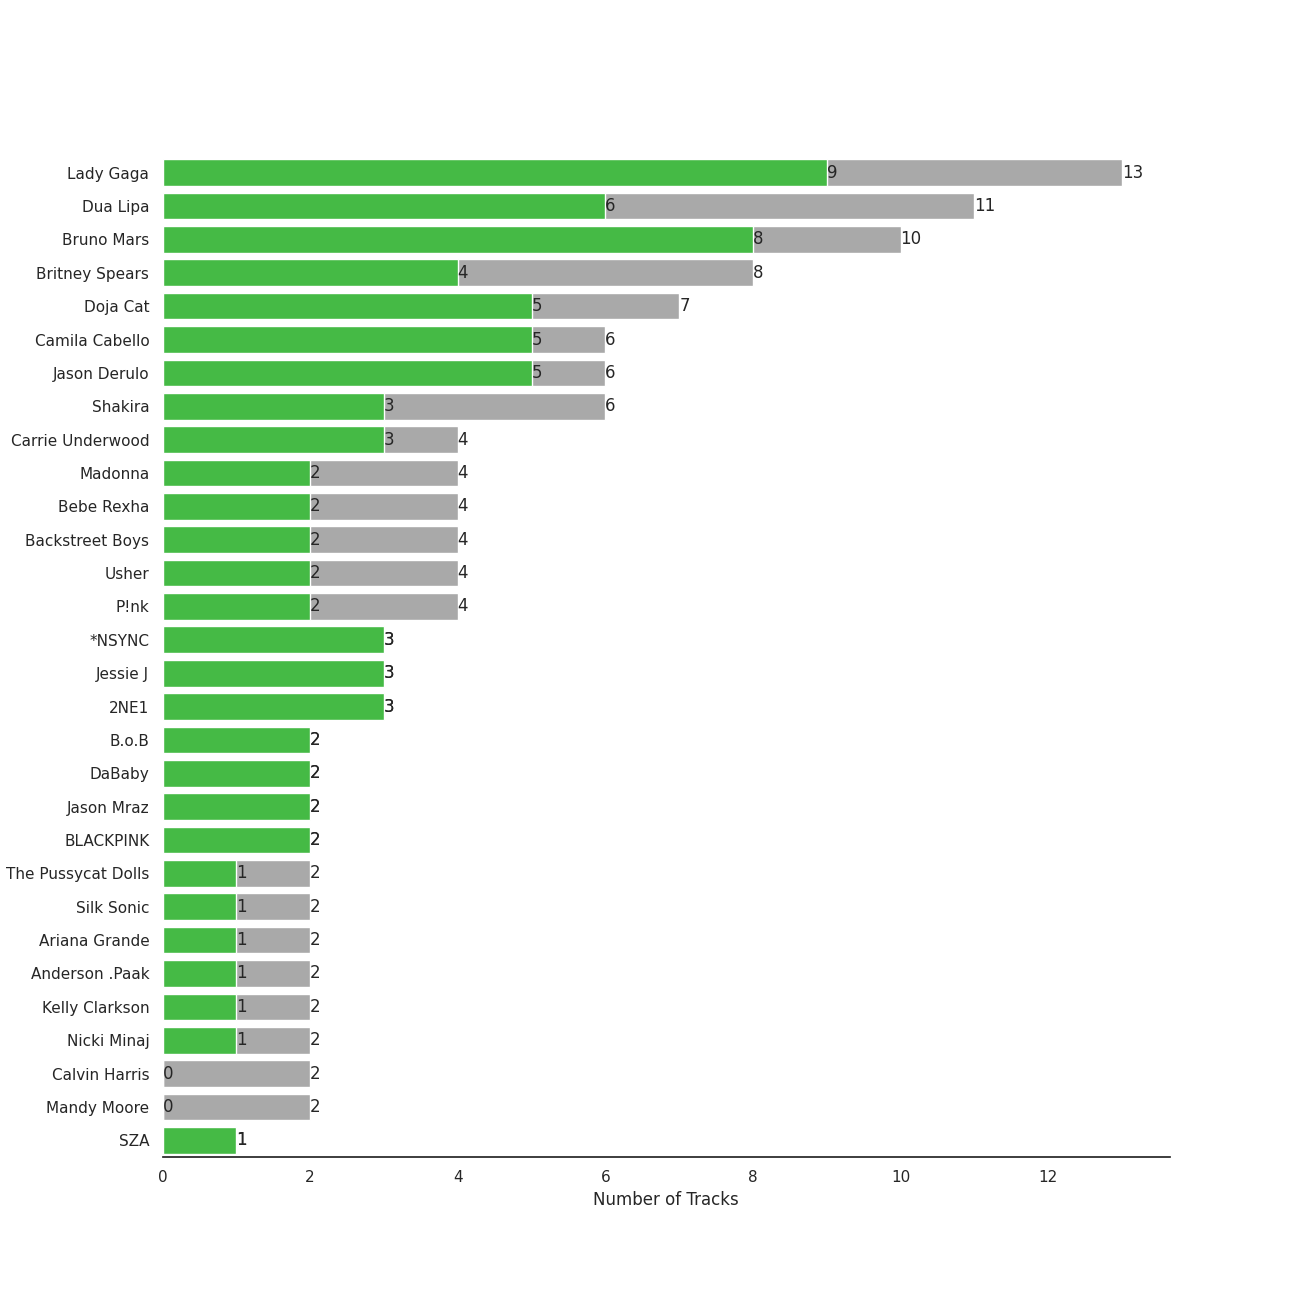 Lady Gaga 9 13
Dua Lipa 6 11
Bruno Mars 8 10
Britney Spears 4 8
Doja Cat 5 7
Camila Cabello 5 6
Jason Derulo 5 6
Shakira 3 6
Carrie Underwood 3 4
Madonna 2 4
Bebe Rexha 2 4
Backstreet Boys 2 4
Usher 2 4
P!nk 2 4
*NSYNC 3
Jessie J 3
2NE1 3
B.o.B 2
DaBaby 2
Jason Mraz 2
BLACKPINK 2
The Pussycat Dolls 1 2
Silk Sonic 1 2
Ariana Grande 1 2
Anderson .Paak 1 2
Kelly Clarkson 1 2
Nicki Minaj 1 2
Calvin Harris 0 2
Mandy Moore 0 2
SZA 1
0 2 4 6 8 10 12
Number of Tracks